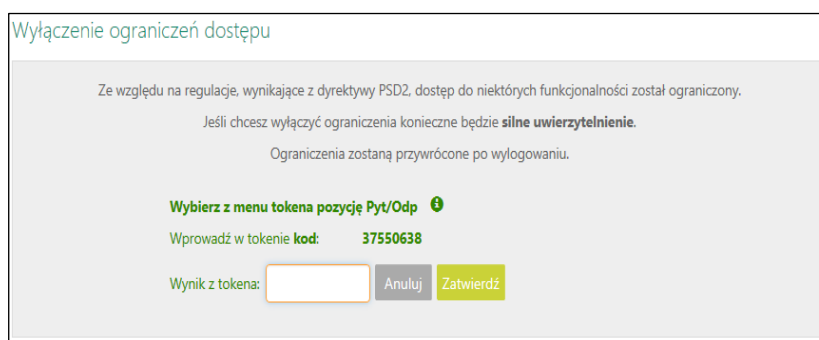 Wyłączenie ograniczeń dostępu
Ze względu na regulacje, wynikające z dyrektywy PSD2, dostęp do niektórych funkcjonalności został ograniczony.
Jeśli chcesz wyłączyć ograniczenia konieczne będzie silne uwierzytelnienie.
Ograniczenia zostaną przywrócone po wylogowaniu.
Wybierz z menu tokena pozycję Pyt/Odp
Wprowadź w tokenie kod: 37550638
Wynik z tokena: Anuluj Zatwierdź